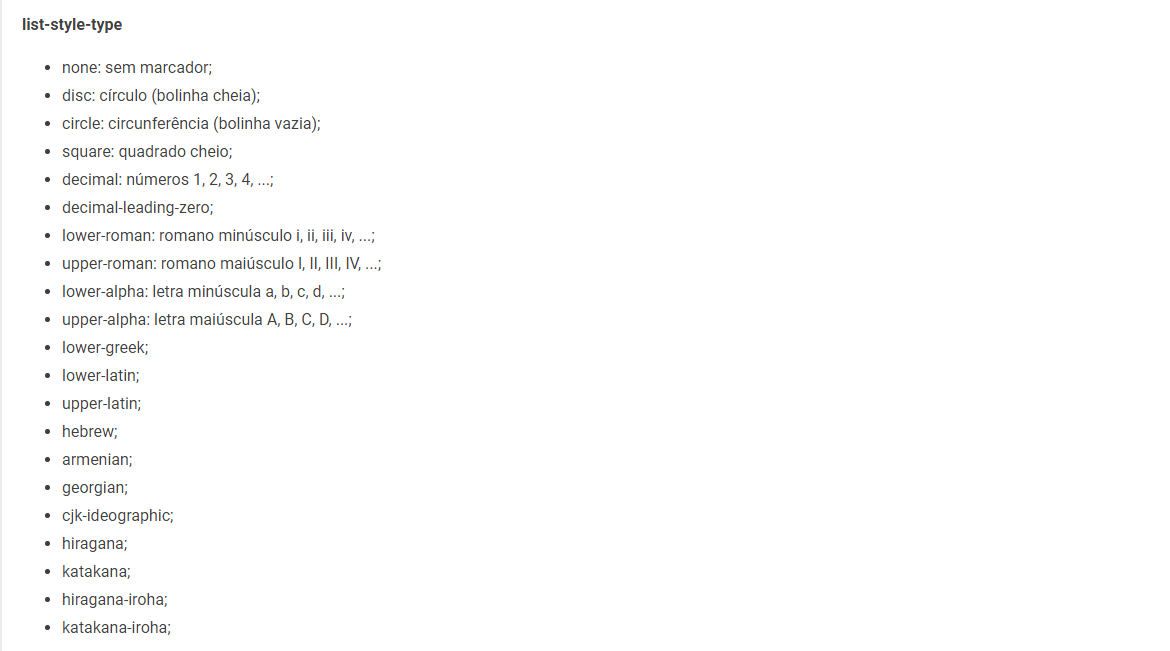 list-style-type
none: sem marcador;
disc: círculo (bolinha cheia);
circle: circunferência (bolinha vazia);
square: quadrado cheio;
decimal: números 1, 2, 3, 4, ...;
decimal-leading-zero;
lower-roman: romano minúsculo i, ii, iii, iv, ...;
upper-roman: romano maiúsculo I, II, III, IV, ...;
lower-alpha: letra minúscula a, b, c, d, ...;
upper-alpha: letra maiúscula A, B, C, D, ...;
lower-greek;
lower-latin;
upper-latin;
hebrew;
armenian;
georgian;
cjk-ideographic;
hiragana;
katakana;
hiragana-iroha;
katakana-iroha;